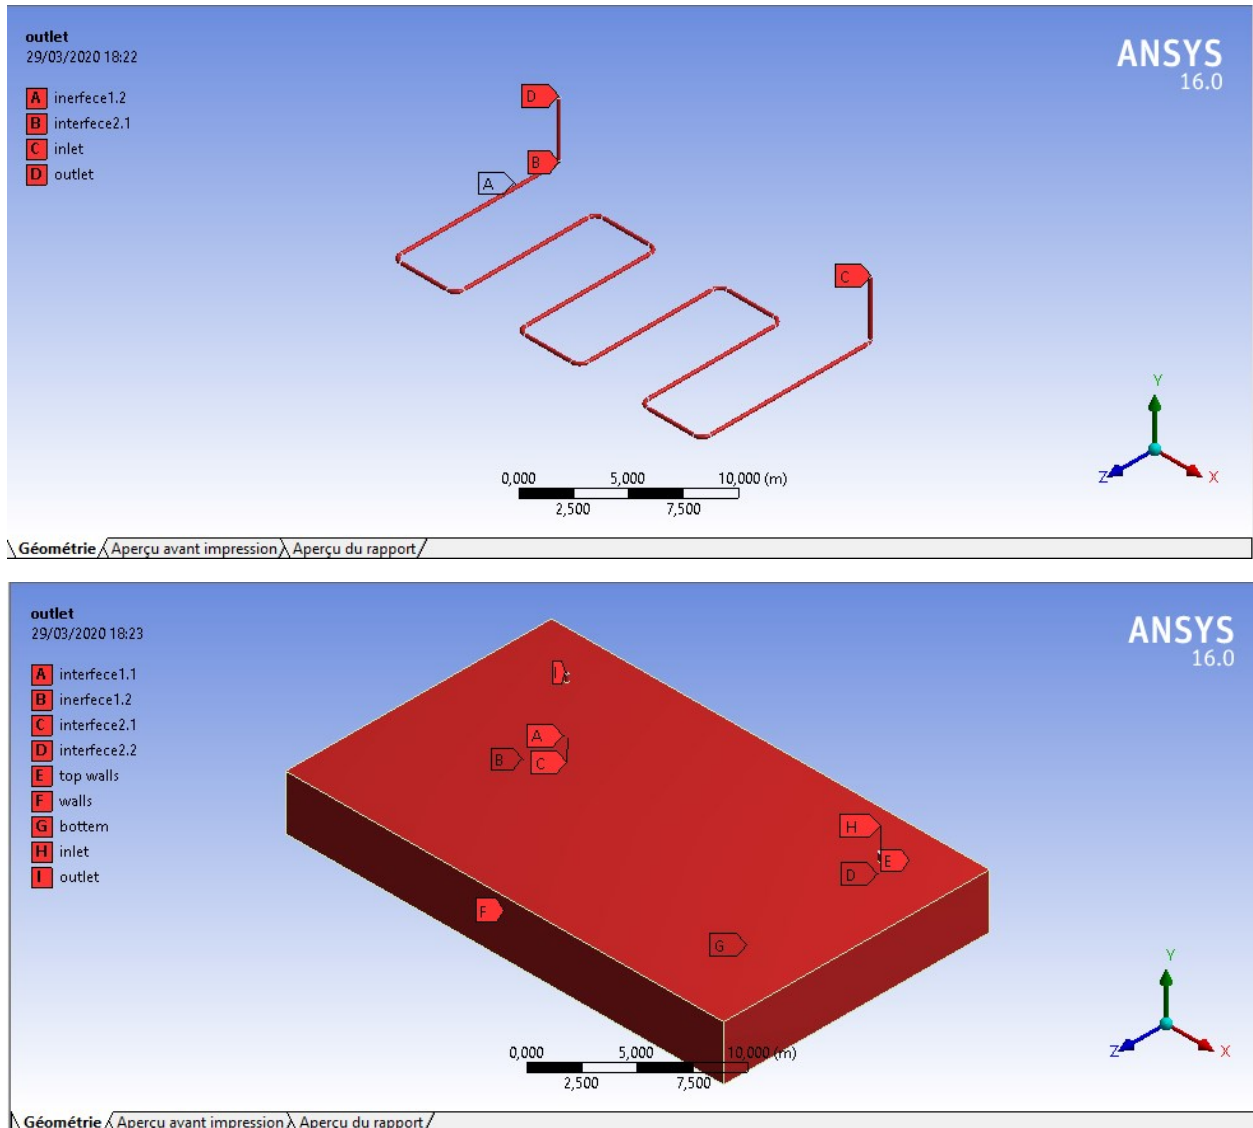 outlet
29/03/2020 18:22
A inerfece1.2
B interfece2.1
C inlet
D outlet
ANSYS
16.0
D
B
A
C
Y
Z
X
0,000 5,000 10,000 (m)
2,500 7,500
Géométrie Aperçu avant impression Aperçu du rapport
outlet
29/03/2020 18:23
A interfece1.1
B inerfece1.2
C interfece2.1
D interfece2.2
E top walls
F walls
G bottem
H inlet
I outlet
ANSYS
16.0
I
A
B
C
H
E
D
F
G
Y
Z
X
0,000 5,000 10,000 (m)
2,500 7,500
Géométrie Aperçu avant impression Aperçu du rapport